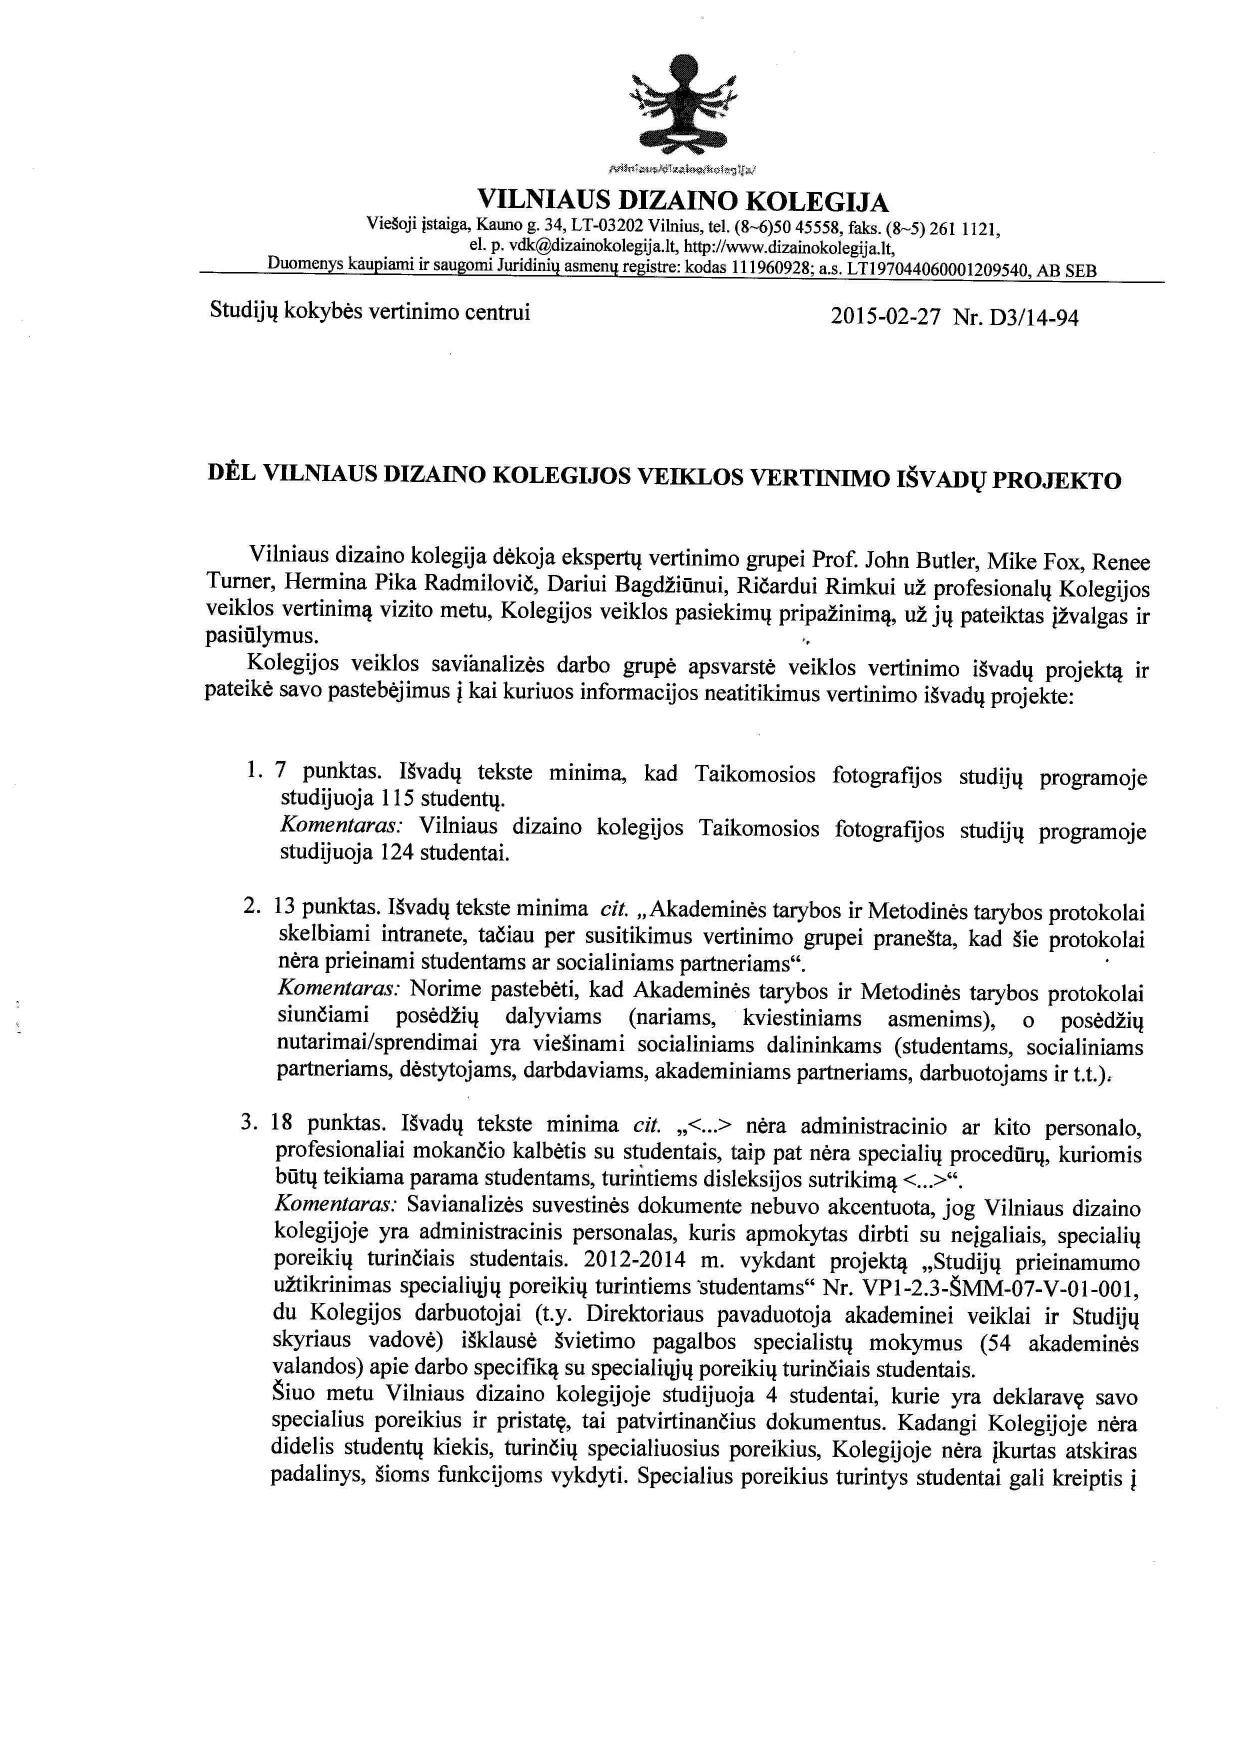 /vilniaus/dizaino/kolegija/
VILNIAUS DIZAINO KOLEGIJA
Viešoji įstaiga, Kauno g. 34, LT-03202 Vilnius, tel. (8~6)50 45558, faks. (8~5) 261 1121,
el. p. vdk@dizainokolegija.lt, http://www.dizainokolegija.lt,
Duomenys kaupiami ir saugomi Juridinių asmenų registre: kodas 111960928; a.s. LT197044060001209540, AB SEB
Studijų kokybės vertinimo centrui 2015-02-27 Nr. D3/14-94
DĖL VILNIAUS DIZAINO KOLEGIJOS VEIKLOS VERTINIMO IŠVADŲ PROJEKTO
Vilniaus dizaino kolegija dėkoja ekspertų vertinimo grupei Prof. John Butler, Mike Fox, Renee
Turner, Hermina Pika Radmilovič, Dariui Bagdžiūnui, Ričardui Rimkui už profesionalų Kolegijos
veiklos vertinimą vizito metu, Kolegijos veiklos pasiekimų pripažinimą, už jų pateiktas įžvalgas ir
pasiūlymus.
Kolegijos veiklos savianalizės darbo grupė apsvarstė veiklos vertinimo išvadų projektą ir
pateikė savo pastebėjimus į kai kuriuos informacijos neatitikimus vertinimo išvadų projekte:
1. 7 punktas. Išvadų tekste minima, kad Taikomosios fotografijos studijų programoje
studijuoja 115 studentų.
Komentaras: Vilniaus dizaino kolegijos Taikomosios fotografijos studijų programoje
studijuoja 124 studentai.
2. 13 punktas. Išvadų tekste minima cit. „Akademinės tarybos ir Metodinės tarybos protokolai
skelbiami intranete, tačiau per susitikimus vertinimo grupei pranešta, kad šie protokolai
nėra prieinami studentams ar socialiniams partneriams“.
Komentaras: Norime pastebėti, kad Akademinės tarybos ir Metodinės tarybos protokolai
siunčiami posėdžių dalyviams (nariams, kviestiniams asmenims), o posėdžių
nutarimai/sprendimai yra viešinami socialiniams dalininkams (studentams, socialiniams
partneriams, dėstytojams, darbdaviams, akademiniams partneriams, darbuotojams ir t.t.).
3. 18 punktas. Išvadų tekste minima cit. „<...> nėra administracinio ar kito personalo,
profesionaliai mokančio kalbėtis su studentais, taip pat nėra specialių procedūrų, kuriomis
būtų teikiama parama studentams, turintiems disleksijos sutrikimą <...>“.
Komentaras: Savianalizės suvestinės dokumente nebuvo akcentuota, jog Vilniaus dizaino
kolegijoje yra administracinis personalas, kuris apmokytas dirbti su neįgaliais, specialių
poreikių turinčiais studentais. 2012-2014 m. vykdant projektą „Studijų prieinamumo
užtikrinimas specialiųjų poreikių turintiems studentams“ Nr. VP1-2.3-ŠMM-07-V-01-001,
du Kolegijos darbuotojai (t.y. Direktoriaus pavaduotoja akademinei veiklai ir Studijų
skyriaus vadovė) išklausė švietimo pagalbos specialistų mokymus (54 akademinės
valandos) apie darbo specifiką su specialiųjų poreikių turinčiais studentais.
Šiuo metu Vilniaus dizaino kolegijoje studijuoja 4 studentai, kurie yra deklaravę savo
specialius poreikius ir pristatę, tai patvirtinančius dokumentus. Kadangi Kolegijoje nėra
didelis studentų kiekis, turinčių specialiuosius poreikius, Kolegijoje nėra įkurtas atskiras
padalinys, šioms funkcijoms vykdyti. Specialius poreikius turintys studentai gali kreiptis į